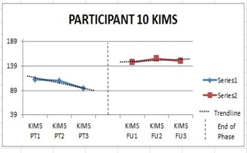 PARTICIPANT 10 KIMS
189
139
89
39
KIMS KIMS KIMS KIMS KIMS KIMS
PT1 PT2 PT3 FU1 FU2 FU3
Series1
Series2
Trendline
End of
Phase